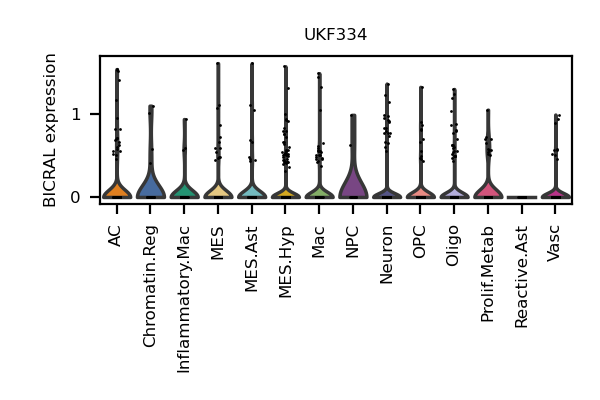 UKF334
BICRAL expression
1
0
AC
Chromatin.Reg
Inflammatory.Mac
MES
MES.Ast
MES.Hyp
Mac
NPC
Neuron
OPC
Oligo
Prolif.Metab
Reactive.Ast
Vasc